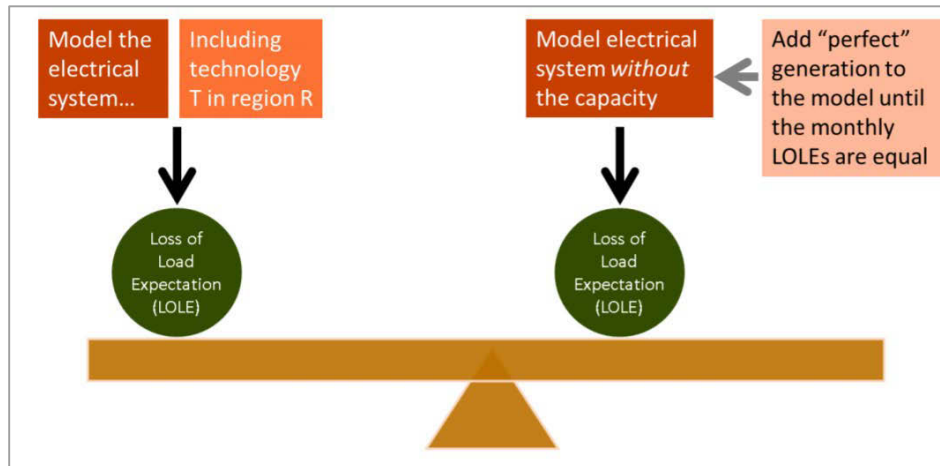 Model the
electrical
system…
Including
technology
T in region R
Model electrical
system without
the capacity
Add “perfect”
generation to
the model until
the monthly
LOLEs are equal
Loss of
Load
Expectation
(LOLE)
Loss of
Load
Expectation
(LOLE)